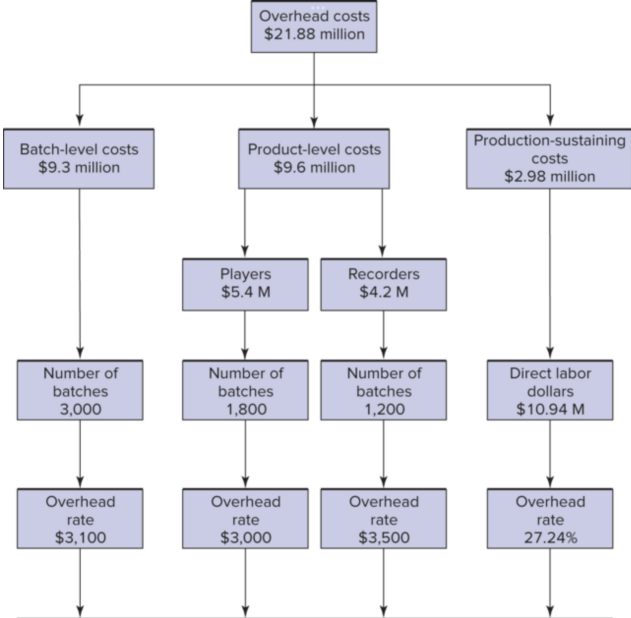 Overhead costs
$21.88 million
Batch-level costs
$9.3 million
Product-level costs
$9.6 million
Production-sustaining
costs
$2.98 million
Players
$5.4 M
Recorders
$4.2 M
Number of
batches
3,000
Number of
batches
1,800
Number of
batches
1,200
Direct labor
dollars
$10.94 M
Overhead
rate
$3,100
Overhead
rate
$3,000
Overhead
rate
$3,500
Overhead
rate
27.24%